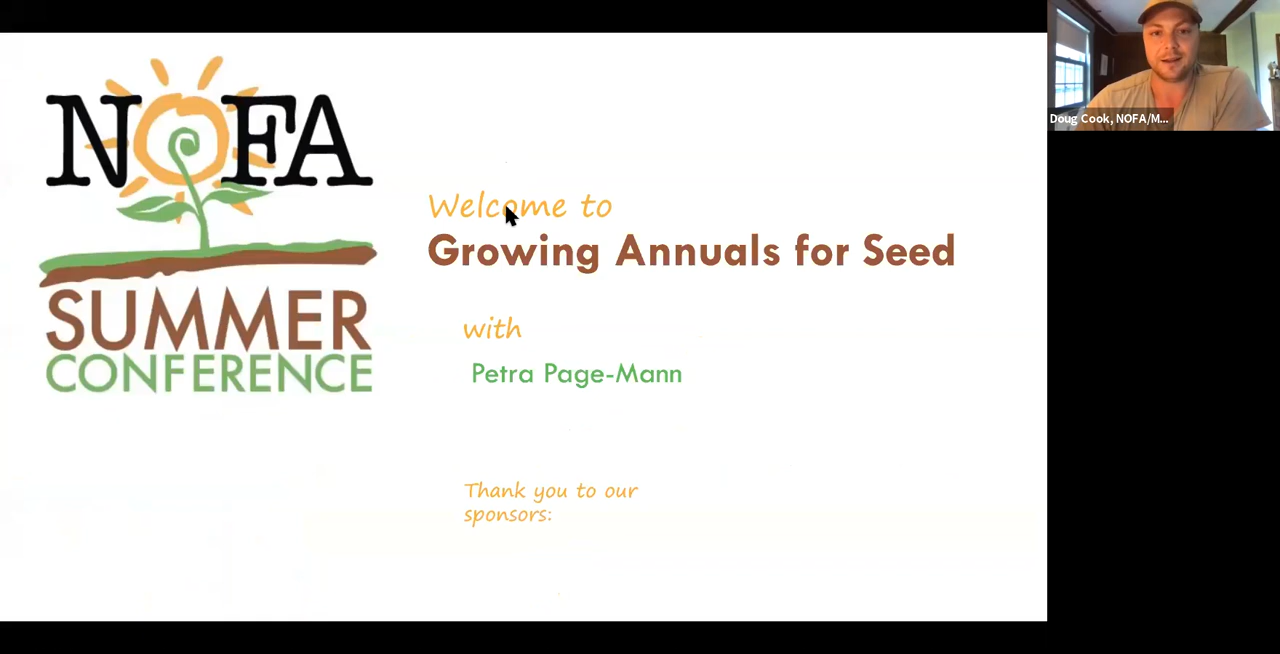 NOFA
SUMMER
CONFERENCE
Welcome to
Growing Annuals for Seed
with
Petra Page-Mann
Thank you to our
sponsors:
Doug Cook, NOFA/M...